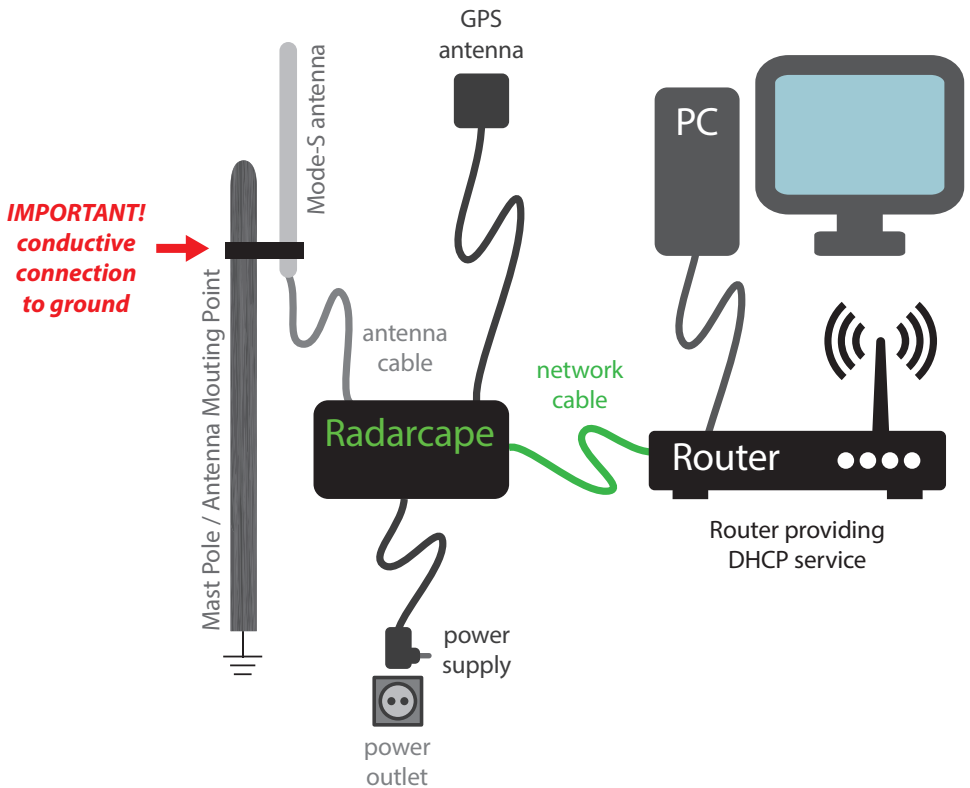 GPS
antenna
Mode-S antenna
PC
IMPORTANT!
conductive
connection
to ground
Mast Pole / Antenna Mouting Point
antenna
cable
network
cable
Radarcape
Router
Router providing
DHCP service
power
supply
power
outlet